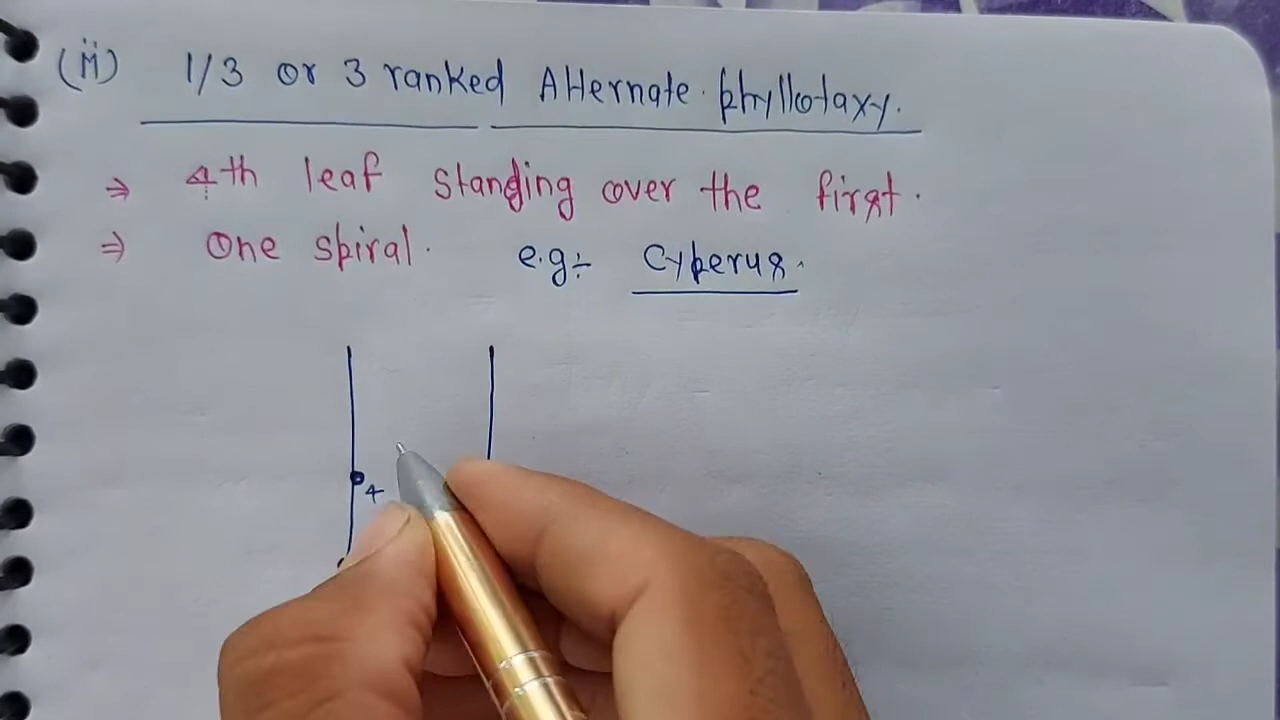 (ii) 1/3 or 3 ranked Alternate phyllotaxy.
⇒ 4th leaf standing over the first.
⇒ One spiral. e.g:- Cyperus.
4